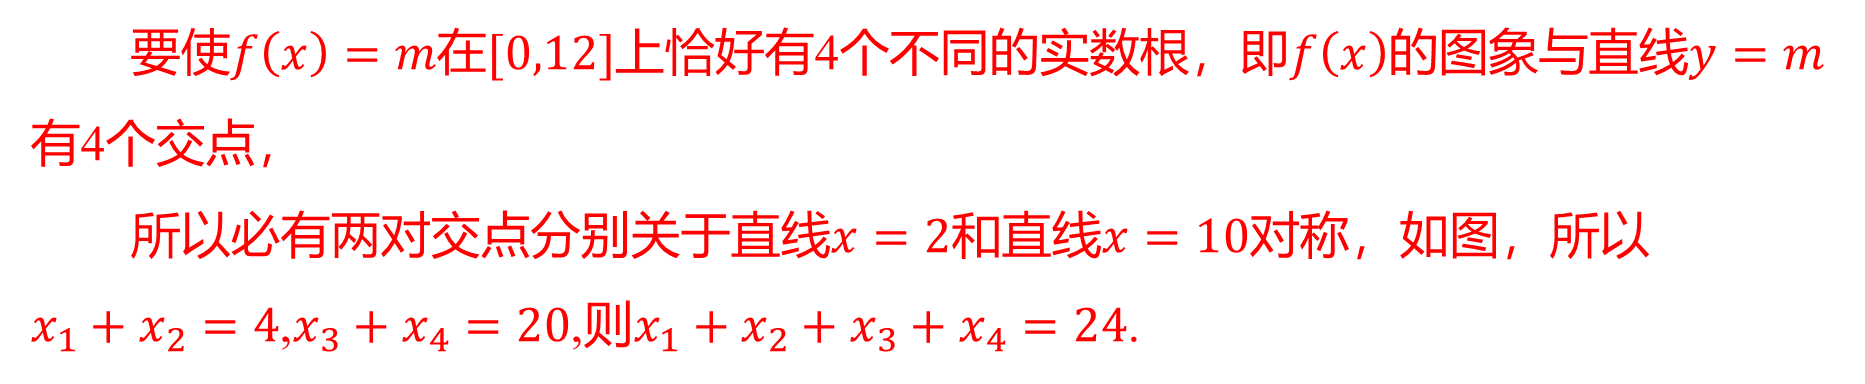 要使f(x) = m在[0,12]上恰好有4个不同的实数根，即f(x)的图象与直线y = m
有4个交点，
所以必有两对交点分别关于直线x = 2和直线x = 10对称，如图，所以
x₁ + x₂ = 4,x₃ + x₄ = 20,则x₁ + x₂ + x₃ + x₄ = 24.